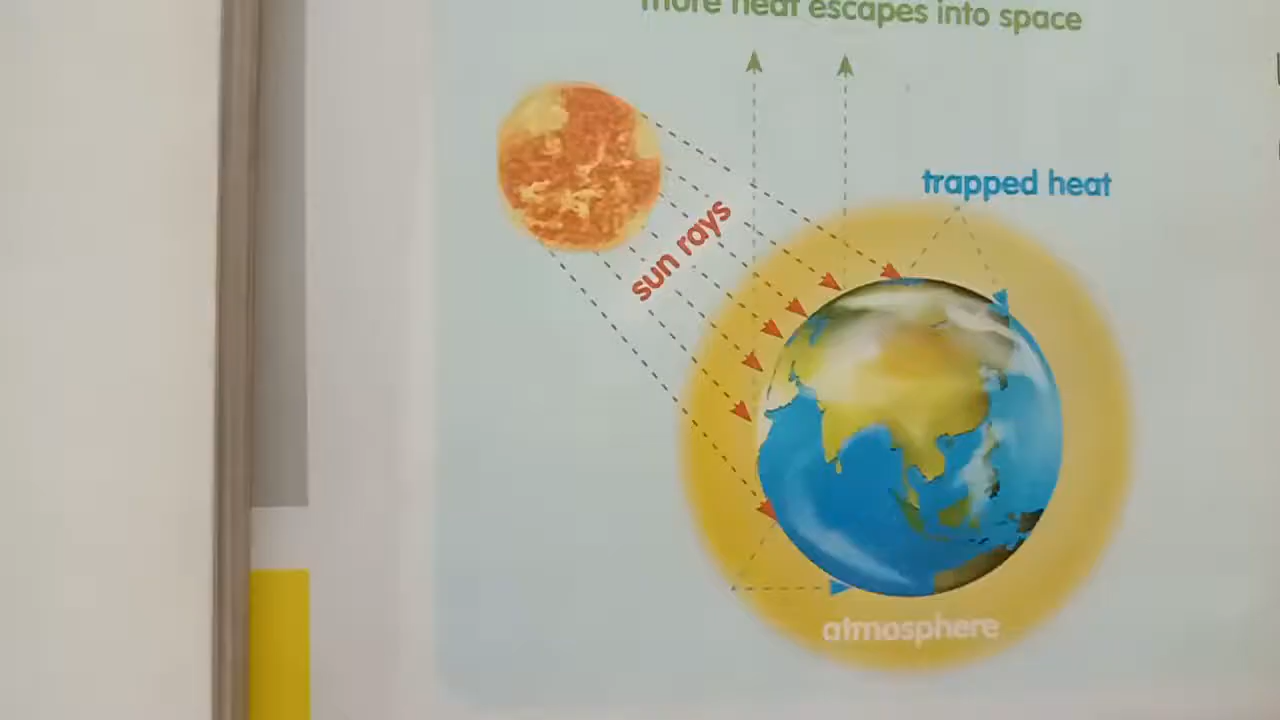 more heat escapes into space
trapped heat
sun rays
atmosphere